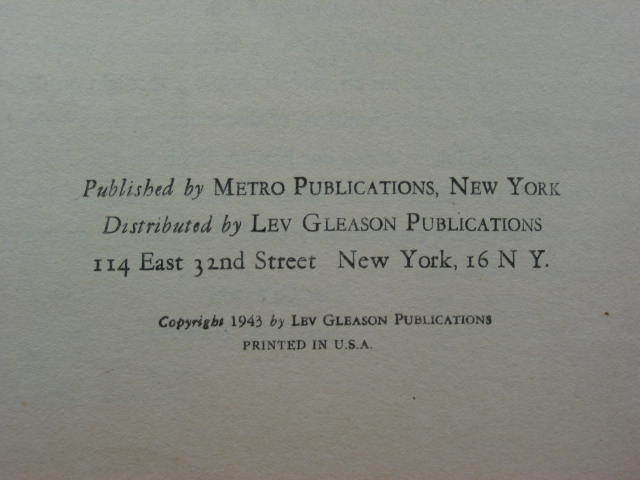 Published by METRO PUBLICATIONS, NEW YORK
Distributed by LEV GLEASON PUBLICATIONS
114 East 32nd Street New York, 16 N Y.
Copyright 1943 by LEV GLEASON PUBLICATIONS
PRINTED IN U.S.A.